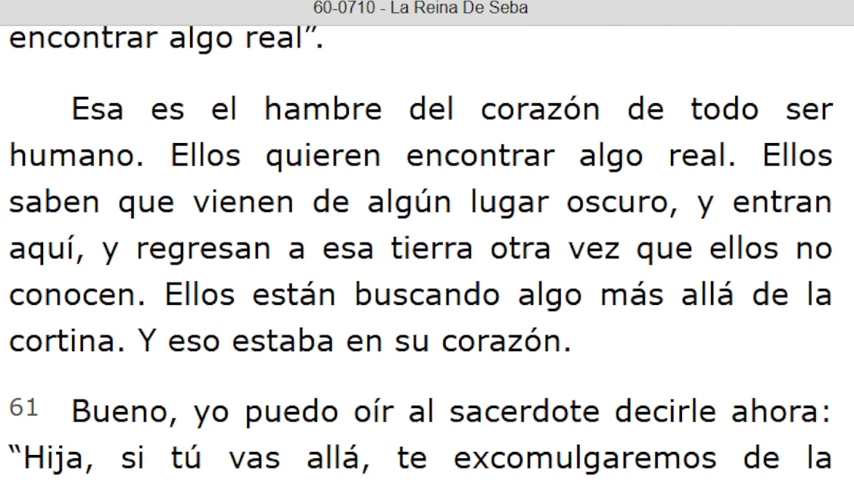 60-0710 - La Reina De Seba
encontrar algo real”.
Esa es el hambre del corazón de todo ser
humano. Ellos quieren encontrar algo real. Ellos
saben que vienen de algún lugar oscuro, y entran
aquí, y regresan a esa tierra otra vez que ellos no
conocen. Ellos están buscando algo más allá de la
cortina. Y eso estaba en su corazón.
61 Bueno, yo puedo oír al sacerdote decirle ahora:
“Hija, si tú vas allá, te excomulgaremos de la